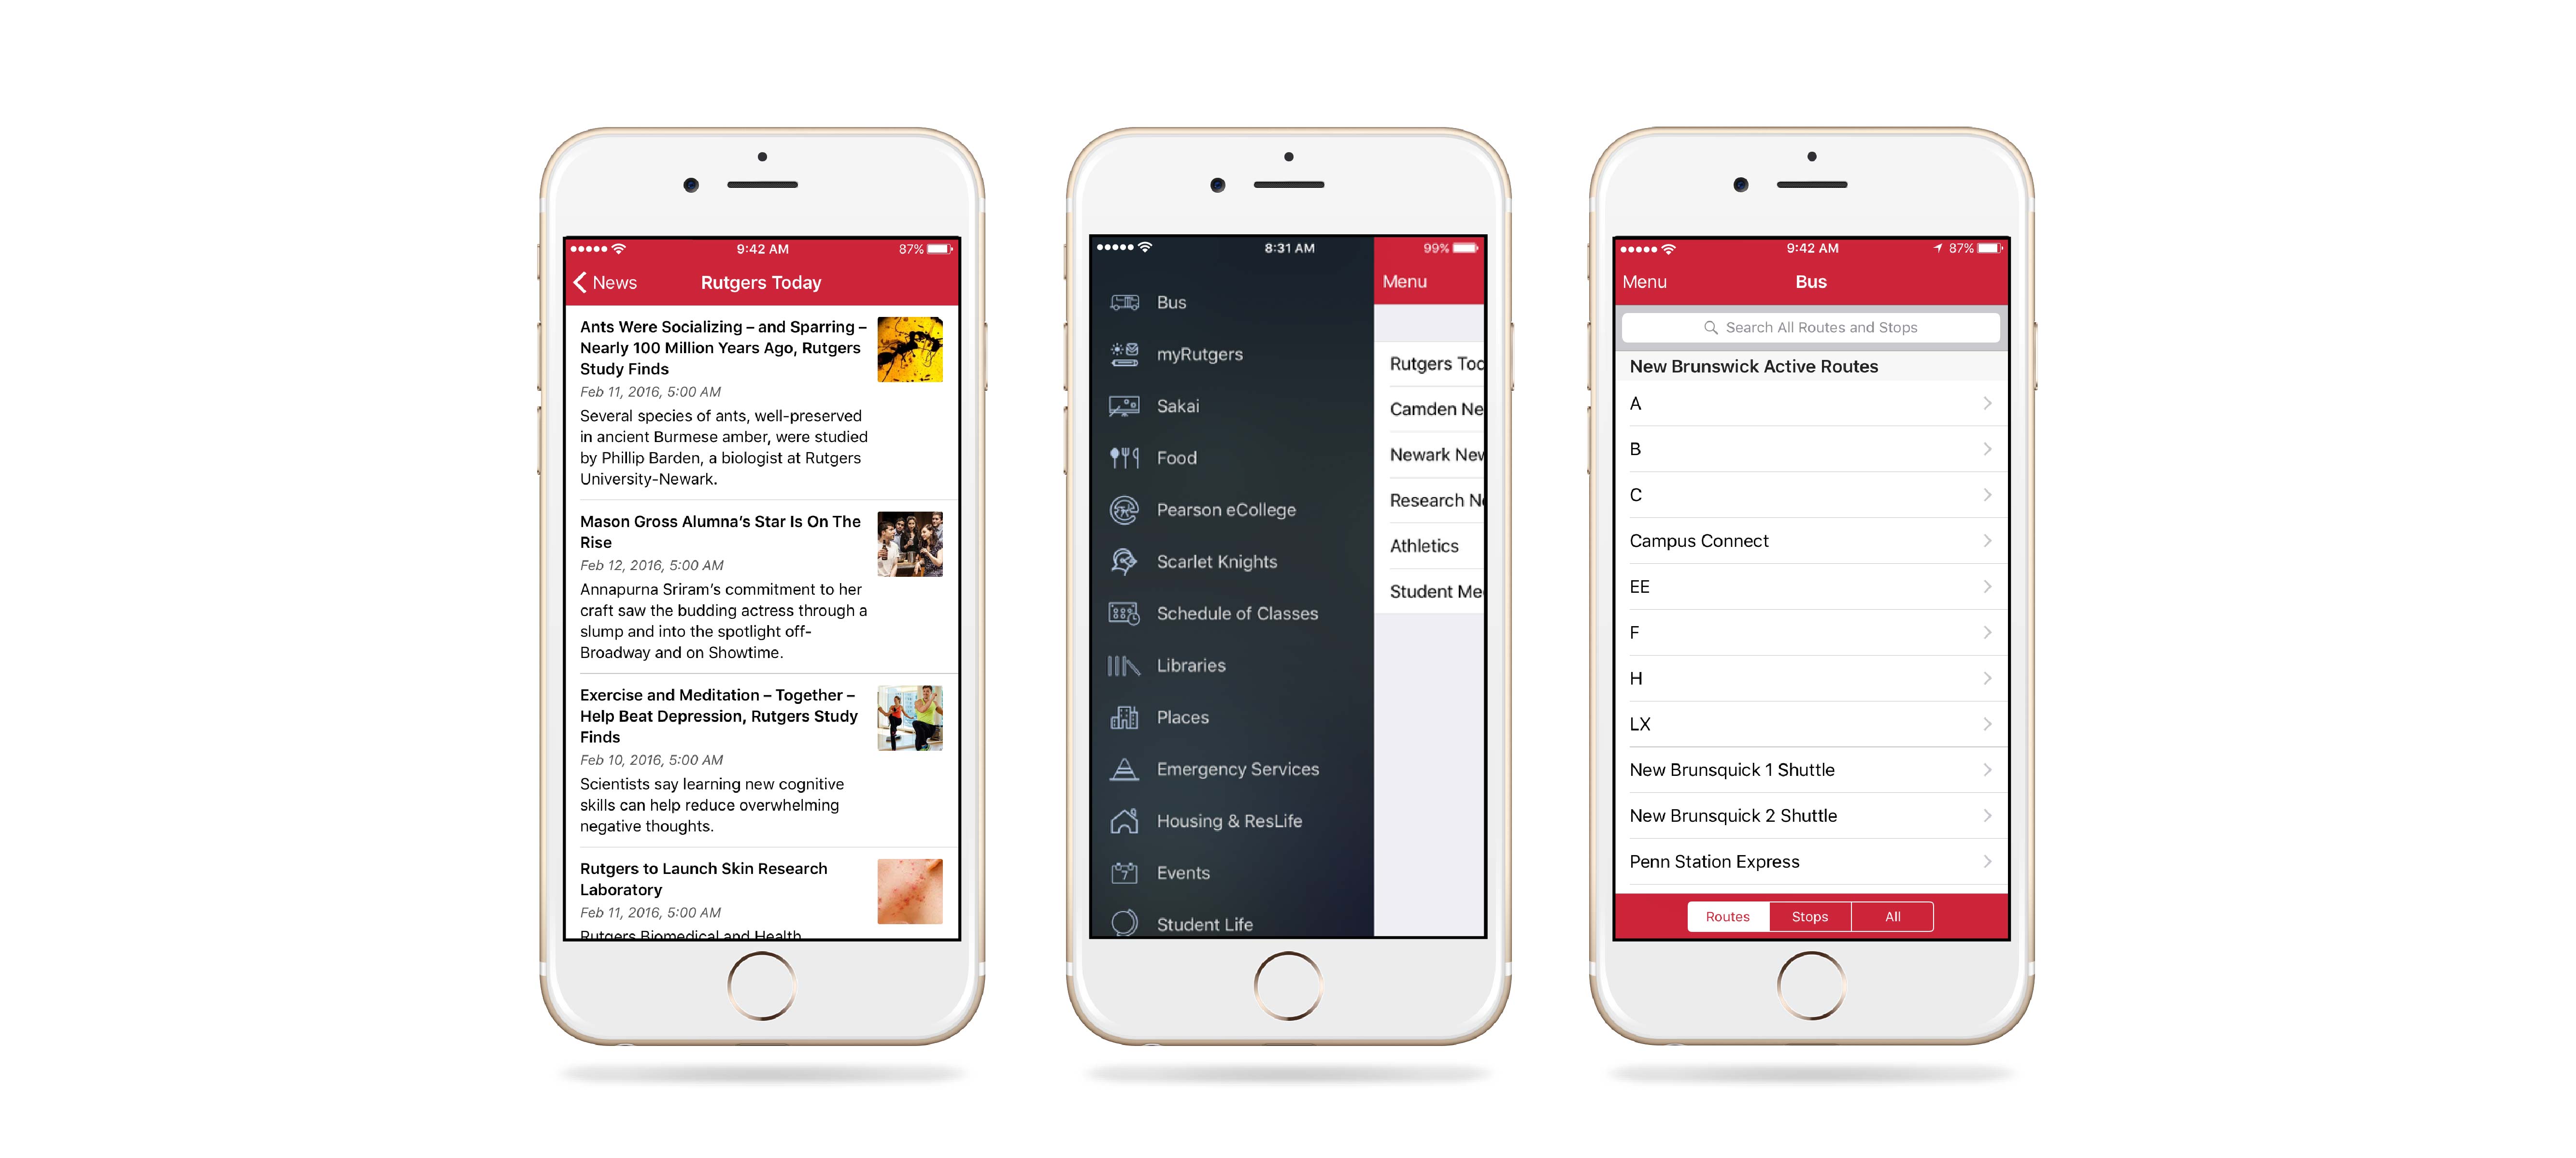 9:42 AM
87%
News
Rutgers Today
Ants Were Socializing – and Sparring –
Nearly 100 Million Years Ago, Rutgers
Study Finds
Feb 11, 2016, 5:00 AM
Several species of ants, well-preserved
in ancient Burmese amber, were studied
by Phillip Barden, a biologist at Rutgers
University-Newark.
Mason Gross Alumna’s Star Is On The
Rise
Feb 12, 2016, 5:00 AM
Annapurna Sriram’s commitment to her
craft saw the budding actress through a
slump and into the spotlight off-
Broadway and on Showtime.
Exercise and Meditation – Together –
Help Beat Depression, Rutgers Study
Finds
Feb 10, 2016, 5:00 AM
Scientists say learning new cognitive
skills can help reduce overwhelming
negative thoughts.
Rutgers to Launch Skin Research
Laboratory
Feb 11, 2016, 5:00 AM
Rutgers Biomedical and Health
8:31 AM
99%
Bus
myRutgers
Sakai
Food
Pearson eCollege
Scarlet Knights
Schedule of Classes
Libraries
Places
Emergency Services
Housing & ResLife
7
Events
Student Life
Menu
Rutgers Tod
Camden Ne
Newark New
Research Ne
Athletics
Student Me
9:42 AM
87%
Menu
Bus
Search All Routes and Stops
New Brunswick Active Routes
A
B
C
Campus Connect
EE
F
H
LX
New Brunsquick 1 Shuttle
New Brunsquick 2 Shuttle
Penn Station Express
Routes
Stops
All